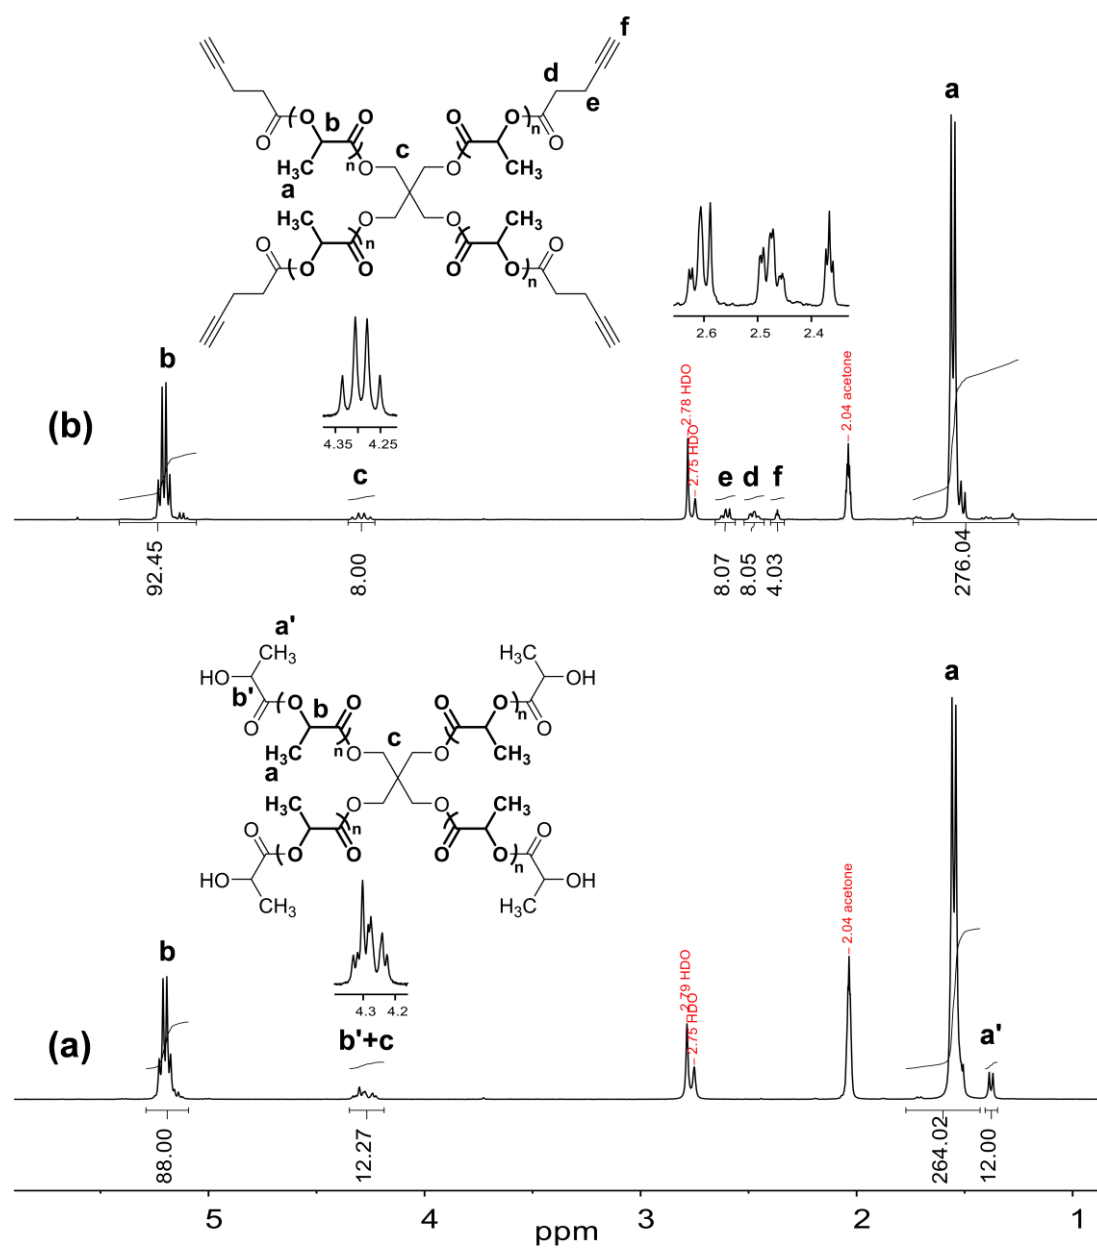 f
d
e
O
O
O
O
O
n
b
c
O
O
H₃C
n
O
O
CH₃
a
H₃C
O
O
CH₃
n
O
O
O
O
O
O
n
O
b
4.35 4.25
2.6 2.5 2.4
2.78 HDO
2.75 HDO
2.04 acetone
a
(b)
c
e d f
92.45
8.00
8.07
8.05
4.03
276.04
a'
CH₃
CH₃
HO
OH
b'
O
O
O
n
O
b
c
O
O
O
H₃C
n
O
O
CH₃
a
H₃C
O
O
CH₃
O
O
n
O
O
O
n
O
HO
OH
CH₃
CH₃
b
4.3 4.2
2.79 HDO
2.75 HDO
2.04 acetone
a
(a)
b'+c
a'
88.00
12.27
264.02
12.00
5 4 3 2 1
ppm